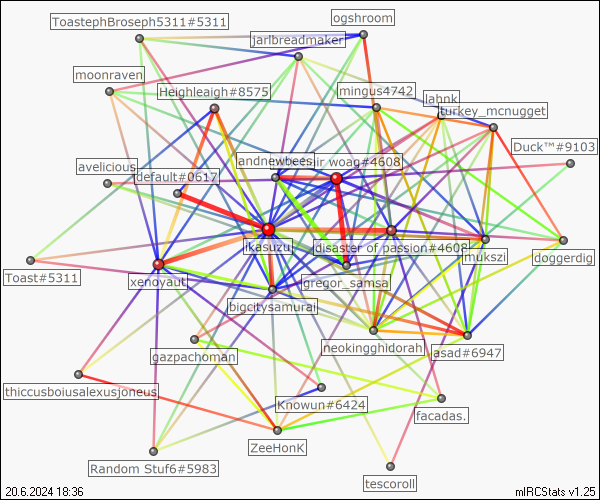 ogshroom
ToastephBroseph5311#5311
jarlbreadmaker
moonraven
Heighleaigh#8575
mingus4742
lahnk
turkey_mcnugget
Duck™#9103
avelicious
landnewbees
sir woag#4608
default#0617
ikasuzu
disaster of passion#4608
mukszi
doggerdig
Toast#5311
xenoyaut
gregor_samsa
bigcitysamurai
neokingghidorah
asad#6947
gazpachoman
thiccusboiusalexusjoneus
Knowun#6424
facadas.
ZeeHonK
Random Stuf6#5983
tescoroll
20.6.2024 18:36
mIRCStats v1.25